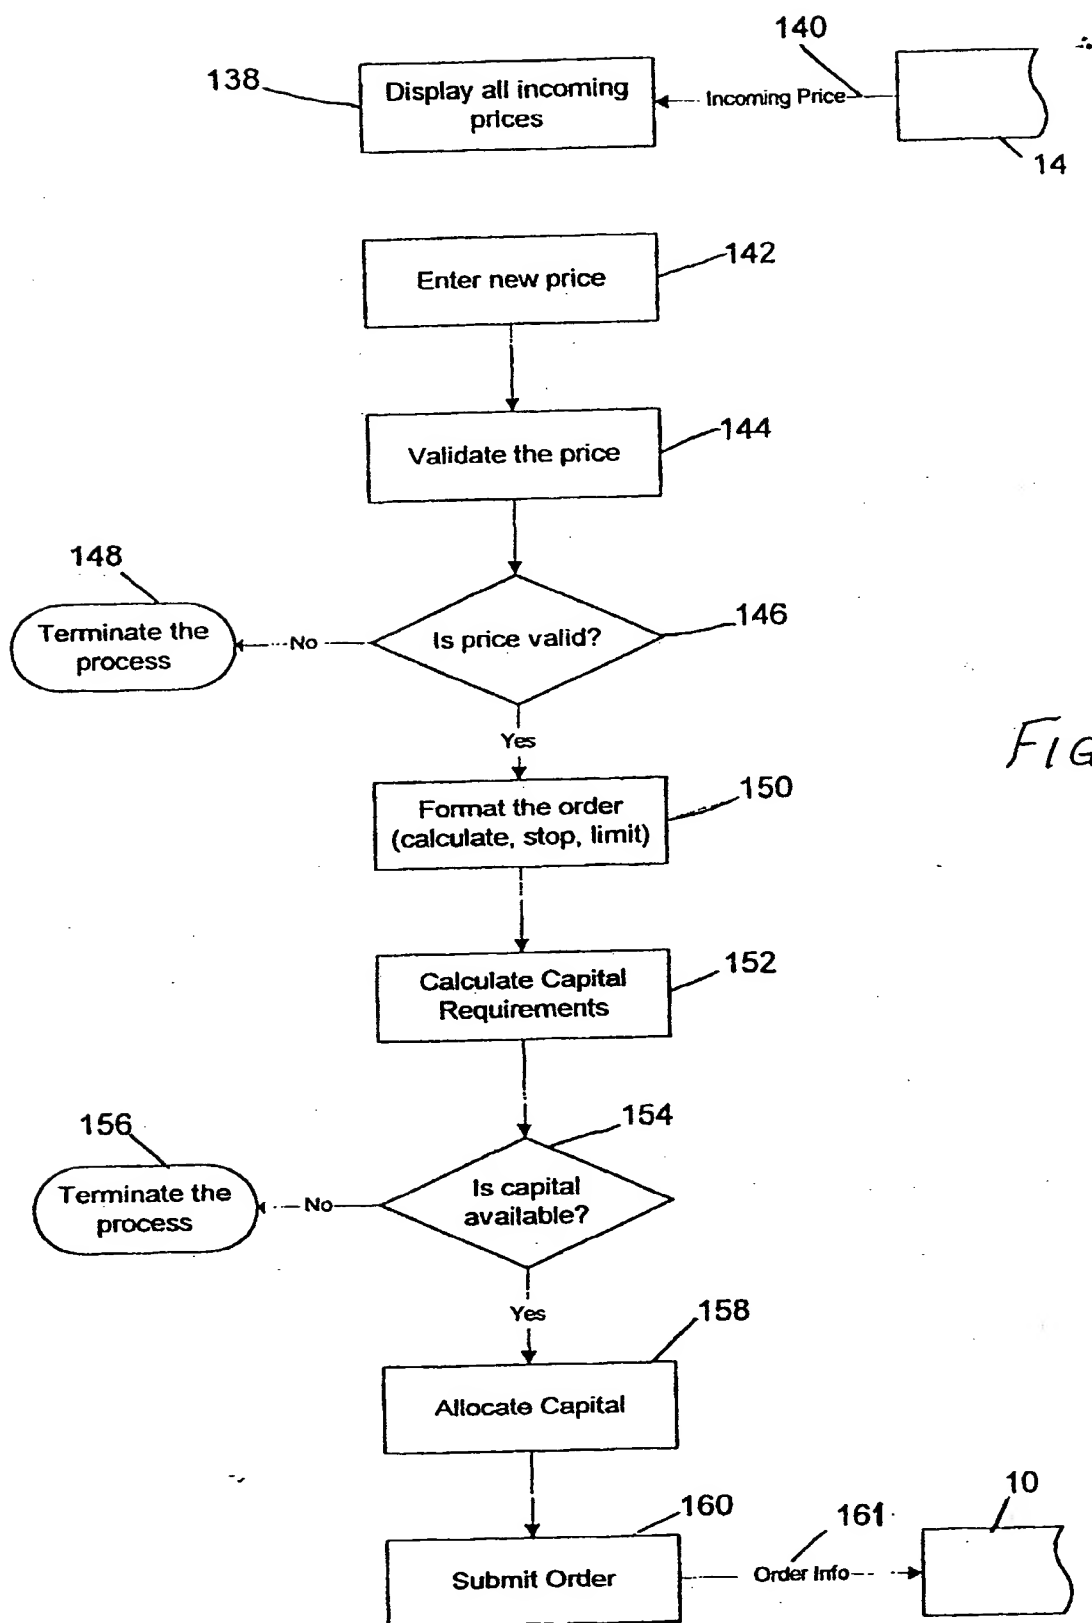 140
138
Display all incoming
prices
Incoming Price
14
Enter new price
142
Validate the price
144
148
Terminate the
process
No
Is price valid?
146
Yes
FIG
Format the order
(calculate, stop, limit)
150
Calculate Capital
Requirements
152
154
156
Terminate the
process
No
Is capital
available?
Yes
158
Allocate Capital
160
Submit Order
161
Order Info
10